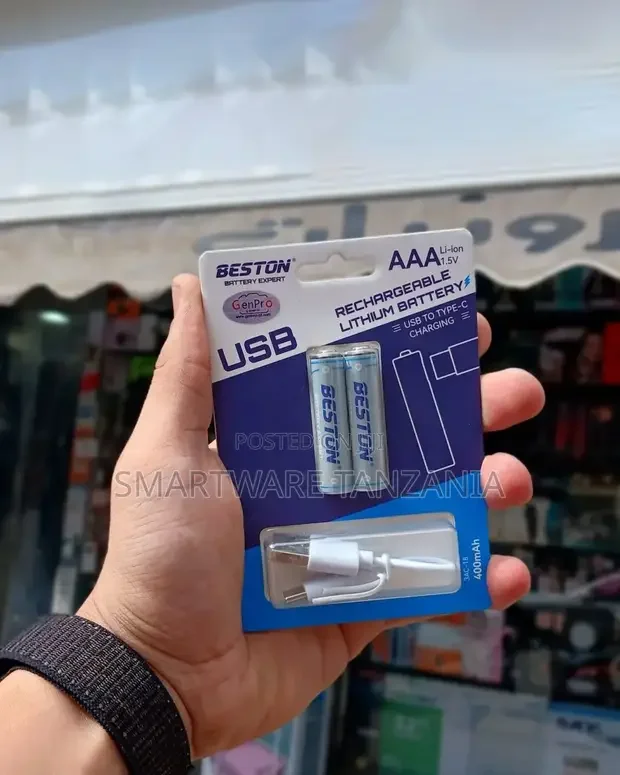 BESTON®
BATTERY EXPERT
GenPro
USB
AAA Li-ion
1.5V
RECHARGEABLE
LITHIUM BATTERY
USB TO TYPE-C
CHARGING
BESTON
BESTON
3AC-18
400mAh
POSTED ON JIJI
SMARTWARE TANZANIA